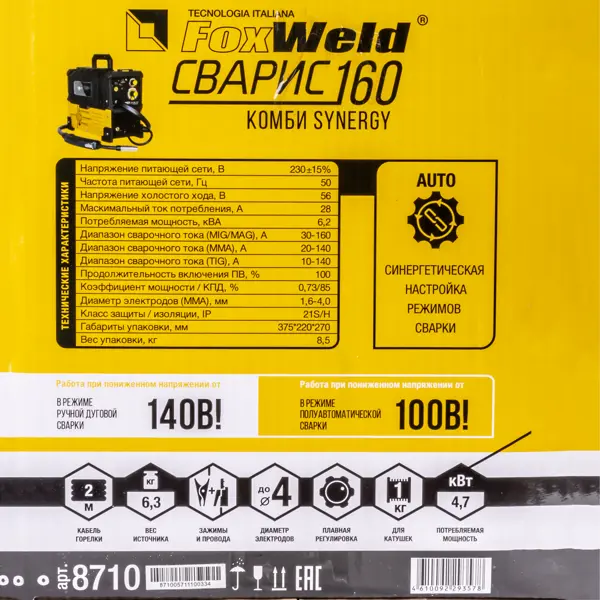 TECNOLOGIA ITALIANA
FoxWeld®
СВАРИС160
КОМБИ SYNERGY
ТЕХНИЧЕСКИЕ ХАРАКТЕРИСТИКИ
Напряжение питающей сети, В 230±15%
Частота питающей сети, Гц 50
Напряжение холостого хода, В 56
Маскимальный ток потребления, А 28
Потребляемая мощность, кВА 6,2
Диапазон сварочного тока (MIG/MAG), А 30-160
Диапазон сварочного тока (MMA), А 20-140
Диапазон сварочного тока (TIG), А 10-140
Продолжительность включения ПВ, % 100
Коэффициент мощности / КПД, % 0,73/85
Диаметр электродов (MMA), мм 1,6-4,0
Класс защиты / изоляции, IP 21S/H
Габариты упаковки, мм 375*220*270
Вес упаковки, кг 8,5
AUTO
СИНЕРГЕТИЧЕСКАЯ
НАСТРОЙКА
РЕЖИМОВ
СВАРКИ
Работа при пониженном напряжении от
В РЕЖИМЕ
РУЧНОЙ ДУГОВОЙ
СВАРКИ
140В!
Работа при пониженном напряжении от
В РЕЖИМЕ
ПОЛУАВТОМАТИЧЕСКОЙ
СВАРКИ
100В!
2
М
КАБЕЛЬ
ГОРЕЛКИ
КГ
6,3
ВЕС
ИСТОЧНИКА
+
ЗАЖИМЫ
И ПРОВОДА
ДО
Ø
4
ДИАМЕТР
ЭЛЕКТРОДОВ
ПЛАВНАЯ
РЕГУЛИРОВКА
1
КГ
ДЛЯ
КАТУШЕК
кВт
4,7
ПОТРЕБЛЯЕМАЯ
МОЩНОСТЬ
арт. 8710
871005711100334
EAC
4610092293578